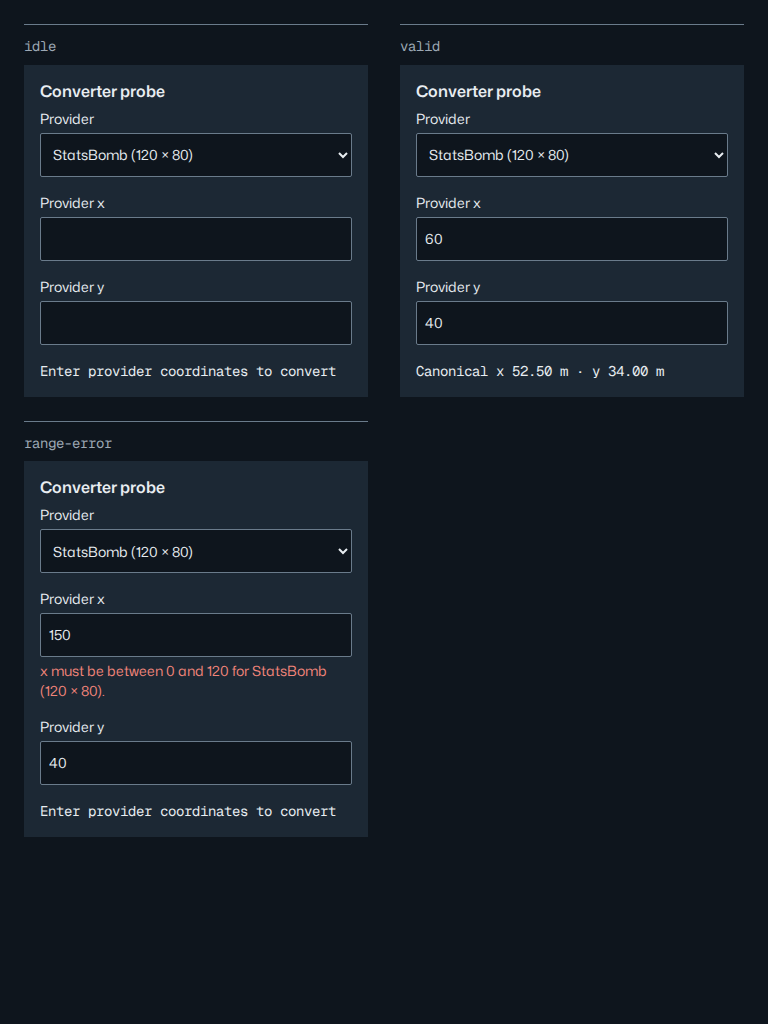 idle
Converter probe
Provider
StatsBomb (120 × 80)
Provider x
Provider y
Enter provider coordinates to convert
valid
Converter probe
Provider
StatsBomb (120 × 80)
Provider x
60
Provider y
40
Canonical x 52.50 m · y 34.00 m
range-error
Converter probe
Provider
StatsBomb (120 × 80)
Provider x
150
x must be between 0 and 120 for StatsBomb
(120 × 80).
Provider y
40
Enter provider coordinates to convert